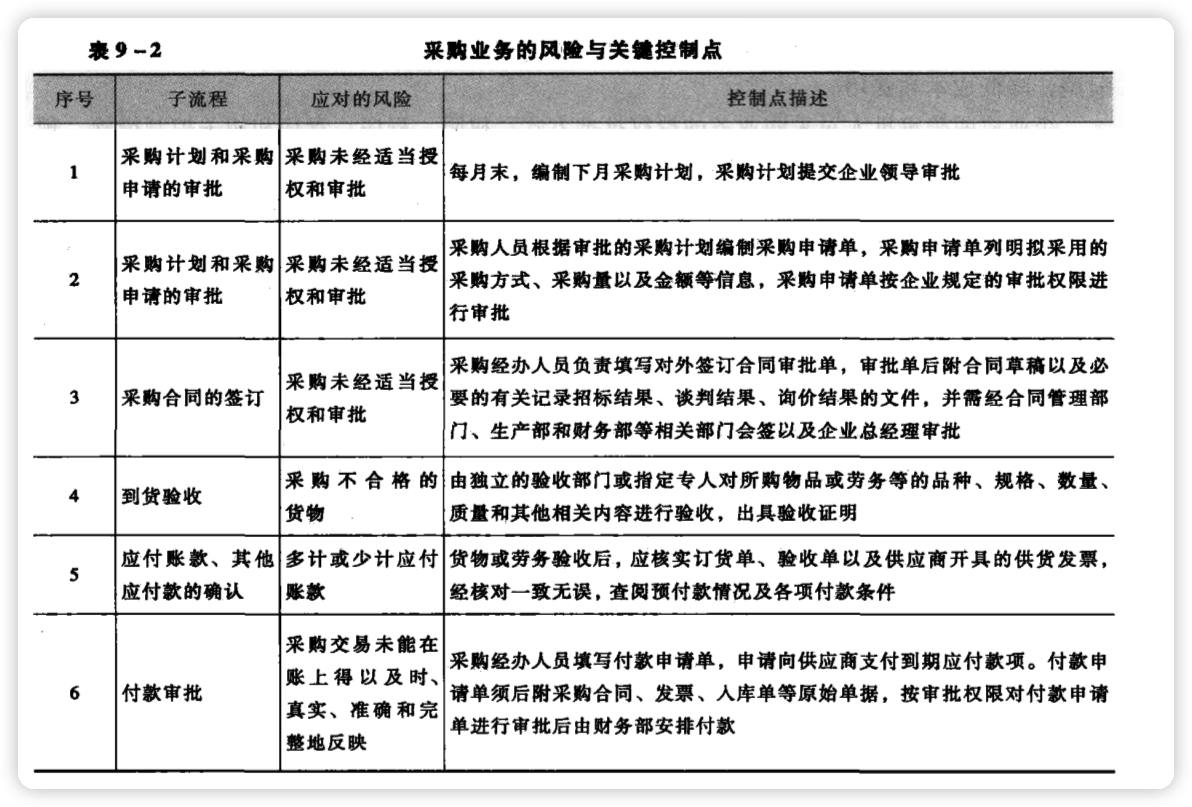 表9-2 采购业务的风险与关键控制点
序号 子流程 应对的风险 控制点描述
1
采购计划和采购
申请的审批
采购未经适当授
权和审批
每月末，编制下月采购计划，采购计划提交企业领导审批
2
采购计划和采购
申请的审批
采购未经适当授
权和审批
采购人员根据审批的采购计划编制采购申请单，采购申请单列明拟采用的
采购方式、采购量以及金额等信息，采购申请单按企业规定的审批权限进
行审批
3
采购合同的签订
采购未经适当授
权和审批
采购经办人员负责填写对外签订合同审批单，审批单后附合同草稿以及必
要的有关记录招标结果、谈判结果、询价结果的文件，并需经合同管理部
门、生产部和财务部等相关部门会签以及企业总经理审批
4
到货验收
采购不合格的
货物
由独立的验收部门或指定专人对所购物品或劳务等的品种、规格、数量、
质量和其他相关内容进行验收，出具验收证明
5
应付账款、其他
应付款的确认
多计或少计应付
账款
货物或劳务验收后，应核实订货单、验收单以及供应商开具的供货发票，
经核对一致无误，查阅预付款情况及各项付款条件
6
付款审批
采购交易未能在
账上得以及时、
真实、准确和完
整地反映
采购经办人员填写付款申请单，申请向供应商支付到期应付款项。付款申
请单须后附采购合同、发票、入库单等原始单据，按审批权限对付款申请
单进行审批后由财务部安排付款